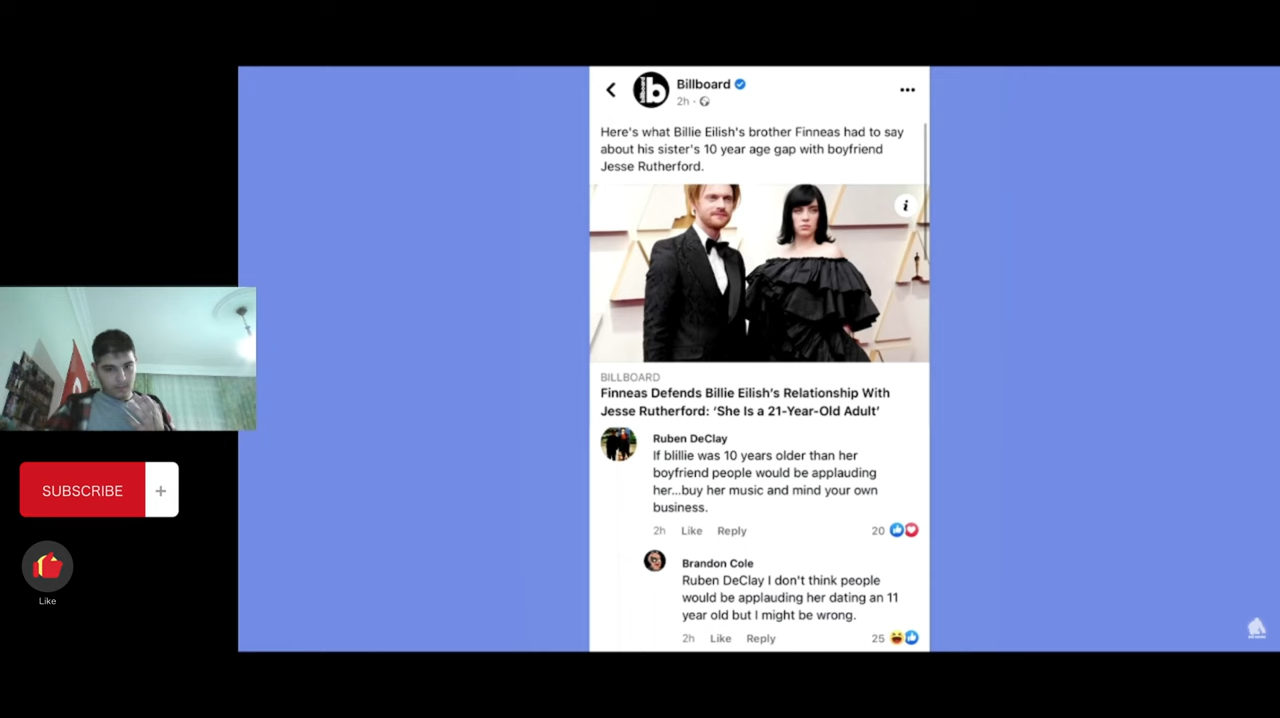 Billboard
2h
Here's what Billie Eilish's brother Finneas had to say
about his sister's 10 year age gap with boyfriend
Jesse Rutherford.
BILLBOARD
Finneas Defends Billie Eilish's Relationship With
Jesse Rutherford: 'She Is a 21-Year-Old Adult'
Ruben DeClay
If blillie was 10 years older than her
boyfriend people would be applauding
her...buy her music and mind your own
business.
2h Like Reply 20
Brandon Cole
Ruben DeClay I don't think people
would be applauding her dating an 11
year old but I might be wrong.
2h Like Reply 25
SUBSCRIBE +
Like